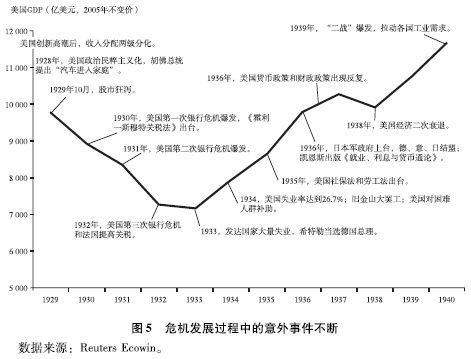 美国GDP（亿美元，2005年不变价）
12 000
11 000
10 000
9 000
8 000
7 000
6 000
5 000
美国创新高潮后，收入分配两级分化。
1928年，美国政治民粹主义化，胡佛总统
提出“汽车进入家庭”。
1929年10月，股市狂泻。
1930年，美国第一次银行危机爆发，《霍利
一斯穆特关税法》出台。
1931年，美国第二次银行危机爆发。
1932年，美国第三次银行危机
和法国提高关税。
1933，发达国家大量失业，希特勒当选德国总理。
1934，美国失业率达到26.7%；旧金山大罢工；美国对困难
人群补助。
1935年，美国社保法和劳工法出台。
1936年，日本军政府上台，德、意、日结盟；
凯恩斯出版《就业、利息与货币通论》。
1936年，美国货币政策和财政政策出现反复。
1938年，美国经济二次衰退。
1939年，“二战”爆发，拉动各国工业需求。
1929 1930 1931 1932 1933 1934 1935 1936 1937 1938 1939 1940
图 5 危机发展过程中的意外事件不断
数据来源：Reuters Ecowin。